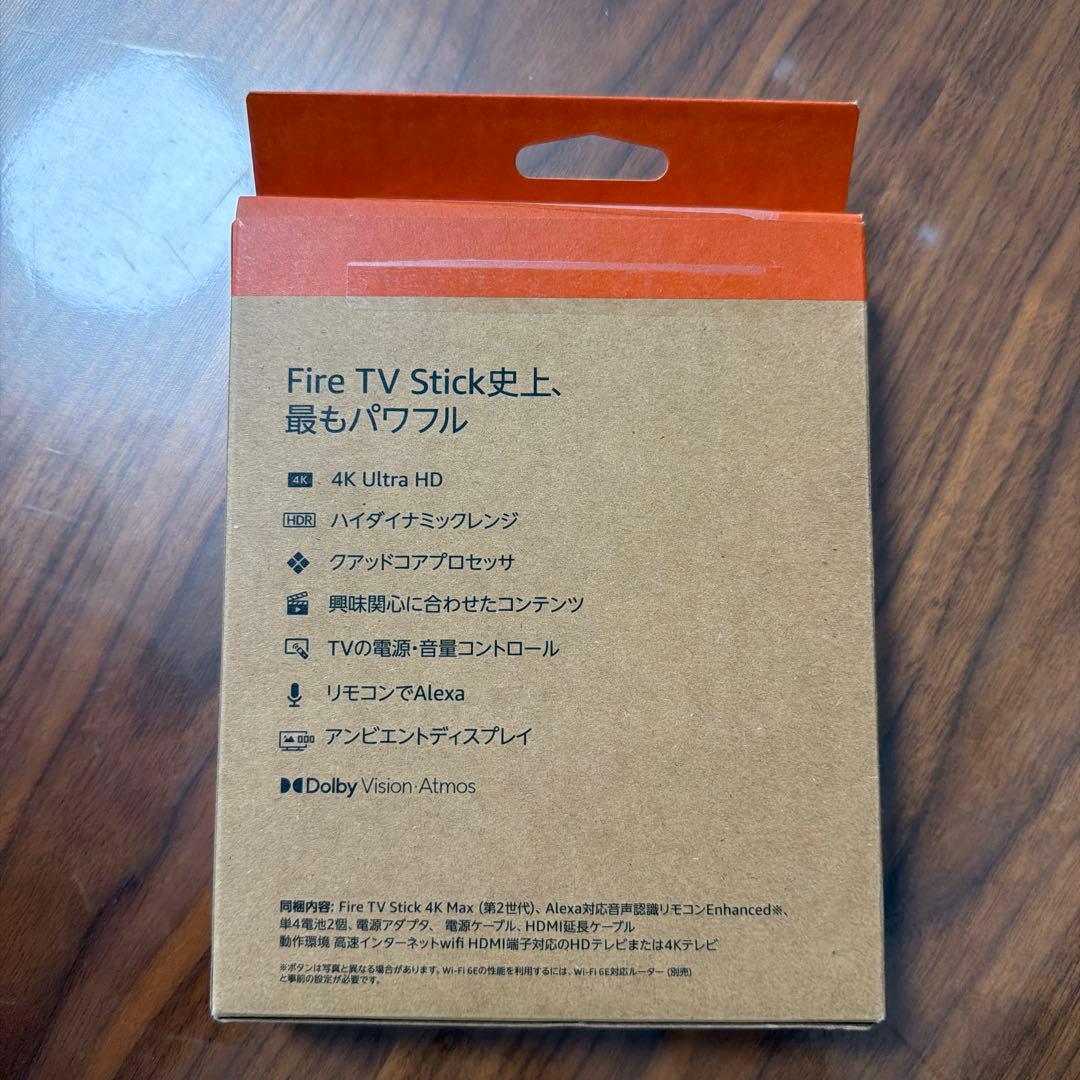 Fire TV Stick史上、
最もパワフル
4K 4K Ultra HD
HDR ハイダイナミックレンジ
クアッドコアプロセッサ
興味関心に合わせたコンテンツ
TVの電源・音量コントロール
リモコンでAlexa
アンビエントディスプレイ
Dolby Vision·Atmos
同梱内容: Fire TV Stick 4K Max (第2世代)、Alexa対応音声認識リモコンEnhanced※、
単4電池2個、電源アダプタ、 電源ケーブル、HDMI延長ケーブル
動作環境 高速インターネットwifi HDMI端子対応のHDテレビまたは4Kテレビ
※ボタンは写真と異なる場合があります。Wi-Fi 6Eの性能を利用するには、Wi-Fi 6E対応ルーター (別売)
と事前の設定が必要です。